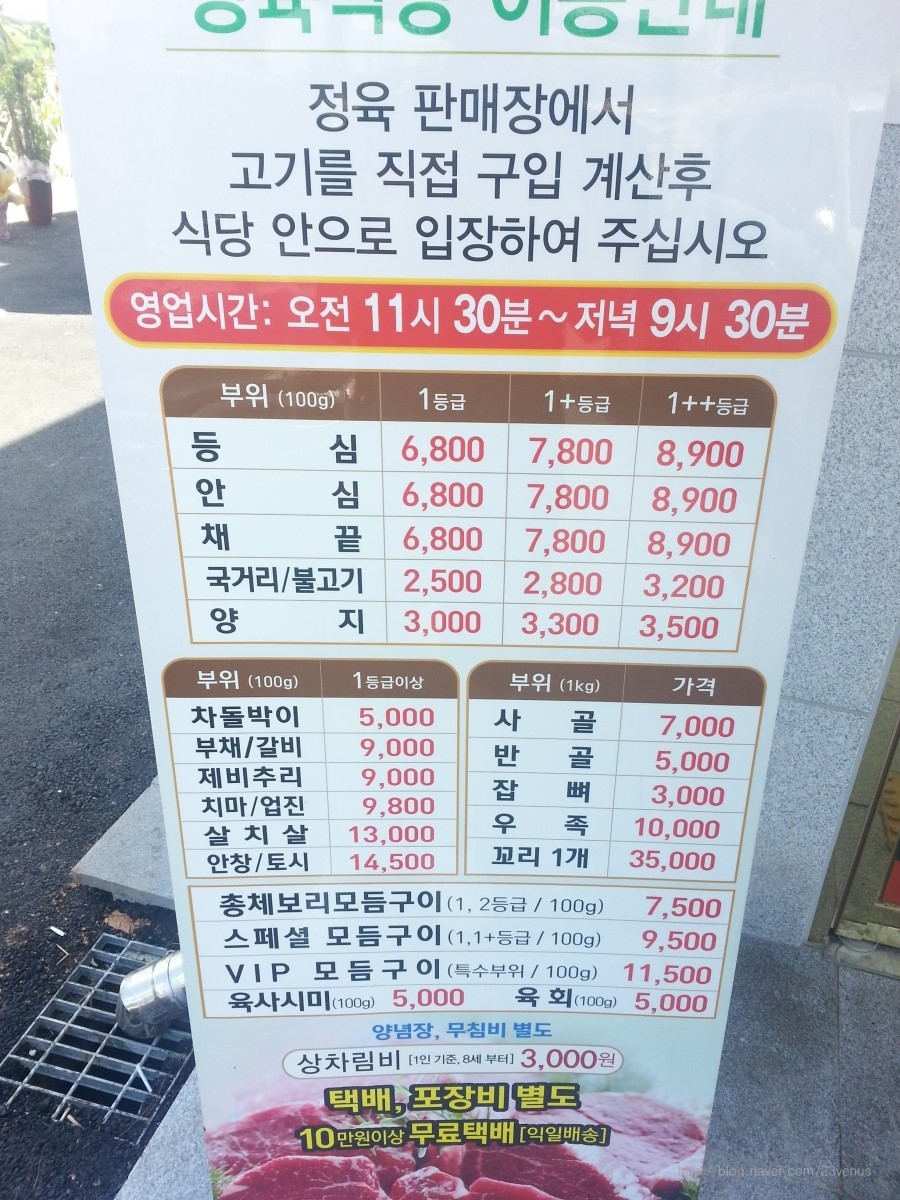 정육식당 이용안내
정육 판매장에서
고기를 직접 구입 계산후
식당 안으로 입장하여 주십시오
영업시간: 오전 11시 30분 ~ 저녁 9시 30분
부위 (100g) 1등급 1+등급 1++등급
등 심 6,800 7,800 8,900
안 심 6,800 7,800 8,900
채 끝 6,800 7,800 8,900
국거리/불고기 2,500 2,800 3,200
양 지 3,000 3,300 3,500
부위 (100g) 1등급이상
차돌박이 5,000
부채/갈비 9,000
제비추리 9,000
치마/업진 9,800
살 치 살 13,000
안창/토시 14,500
부위 (1kg) 가격
사 골 7,000
반 골 5,000
잡 뼈 3,000
우 족 10,000
꼬리 1개 35,000
총체보리모듬구이 (1, 2등급 / 100g) 7,500
스페셜 모듬구이 (1,1+등급 / 100g) 9,500
VIP 모듬구이 (특수부위 / 100g) 11,500
육사시미(100g) 5,000 육 회(100g) 5,000
양념장, 무침비 별도
상차림비 [1인 기준, 8세 부터] 3,000원
택배, 포장비 별도
10만원이상 무료택배 [익일배송]
http://blog.naver.com/23venus